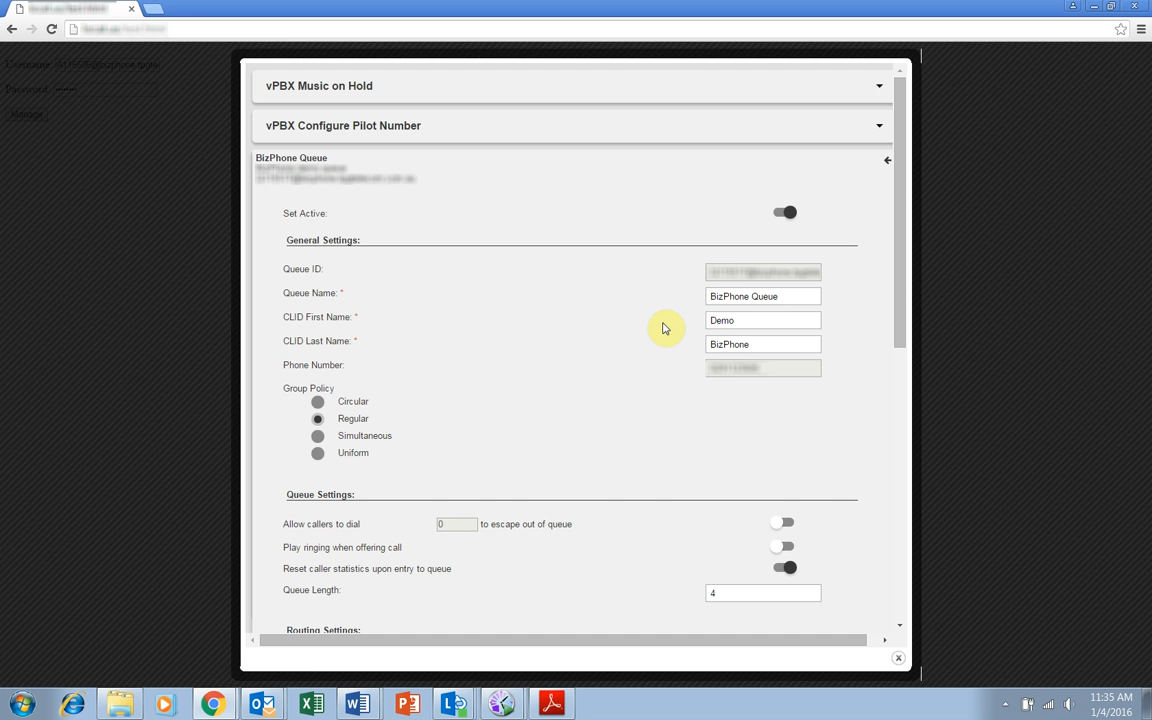 Username:
Password:
Manage
vPBX Music on Hold
vPBX Configure Pilot Number
BizPhone Queue
Set Active:
General Settings:
Queue ID:
Queue Name: * BizPhone Queue
CLID First Name: * Demo
CLID Last Name: * BizPhone
Phone Number:
Group Policy
Circular
Regular
Simultaneous
Uniform
Queue Settings:
Allow callers to dial 0 to escape out of queue
Play ringing when offering call
Reset caller statistics upon entry to queue
Queue Length: 4
Routing Settings:
11:35 AM
1/4/2016